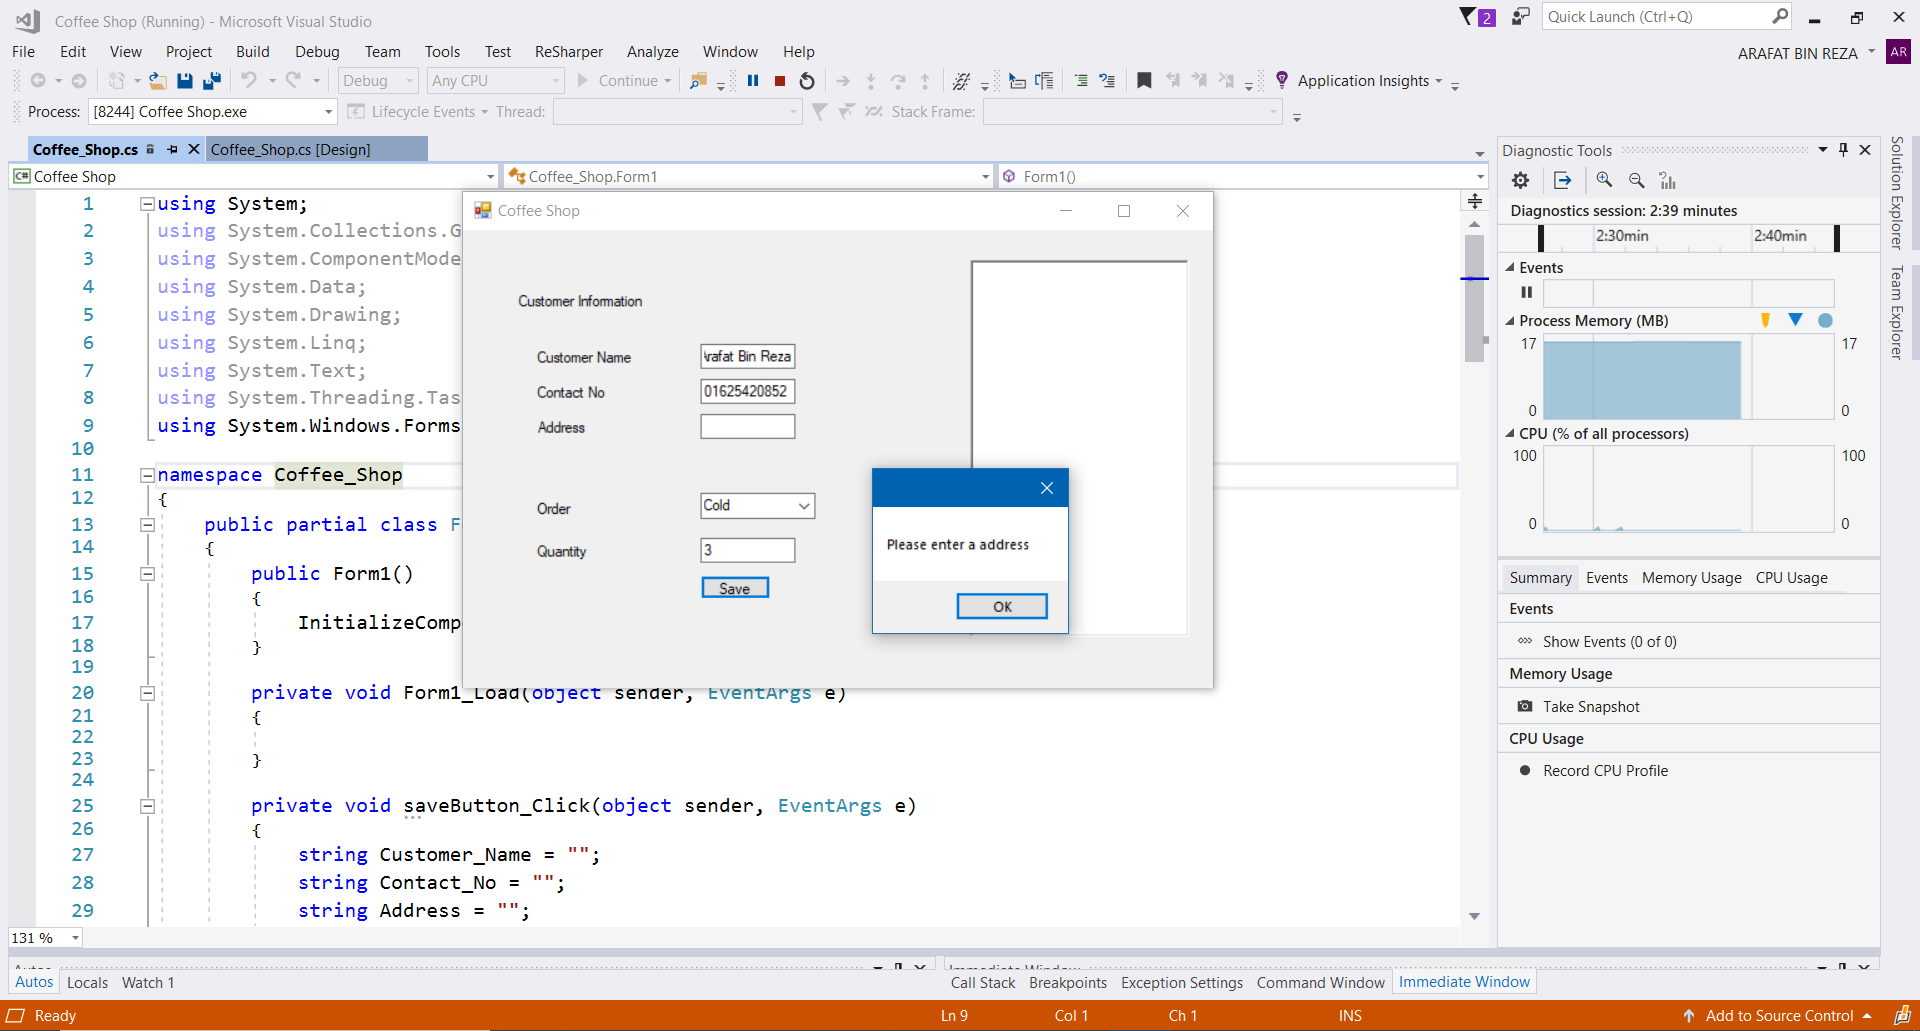 Coffee Shop (Running) - Microsoft Visual Studio
2
Quick Launch (Ctrl+Q)
File Edit View Project Build Debug Team Tools Test ReSharper Analyze Window Help
ARAFAT BIN REZA AR
Debug Any CPU Continue Application Insights
Process: [8244] Coffee Shop.exe Lifecycle Events Thread: Stack Frame:
Coffee_Shop.cs Coffee_Shop.cs [Design]
C# Coffee Shop Coffee_Shop.Form1 Form1()
1 using System;
2 using System.Collections.G
3 using System.ComponentMode
4 using System.Data;
5 using System.Drawing;
6 using System.Linq;
7 using System.Text;
8 using System.Threading.Tas
9 using System.Windows.Forms
10
11 namespace Coffee_Shop
12 {
13 public partial class F
14 {
15 public Form1()
16 {
17 InitializeComp
18 }
19
20 private void Form1_Load(object sender, EventArgs e)
21 {
22
23 }
24
25 private void saveButton_Click(object sender, EventArgs e)
26 {
27 string Customer_Name = "";
28 string Contact_No = "";
29 string Address = "";
131 %
Coffee Shop
Customer Information
Customer Name rafat Bin Reza
Contact No 01625420852
Address
Order Cold
Quantity 3
Save
Please enter a address
OK
Diagnostic Tools
Diagnostics session: 2:39 minutes
2:30min 2:40min
Events
Process Memory (MB)
17 17
0 0
CPU (% of all processors)
100 100
0 0
Summary Events Memory Usage CPU Usage
Events
Show Events (0 of 0)
Memory Usage
Take Snapshot
CPU Usage
Record CPU Profile
Solution Explorer
Team Explorer
Autos
Immediate Window
Autos Locals Watch 1
Call Stack Breakpoints Exception Settings Command Window Immediate Window
Ready Ln 9 Col 1 Ch 1 INS Add to Source Control